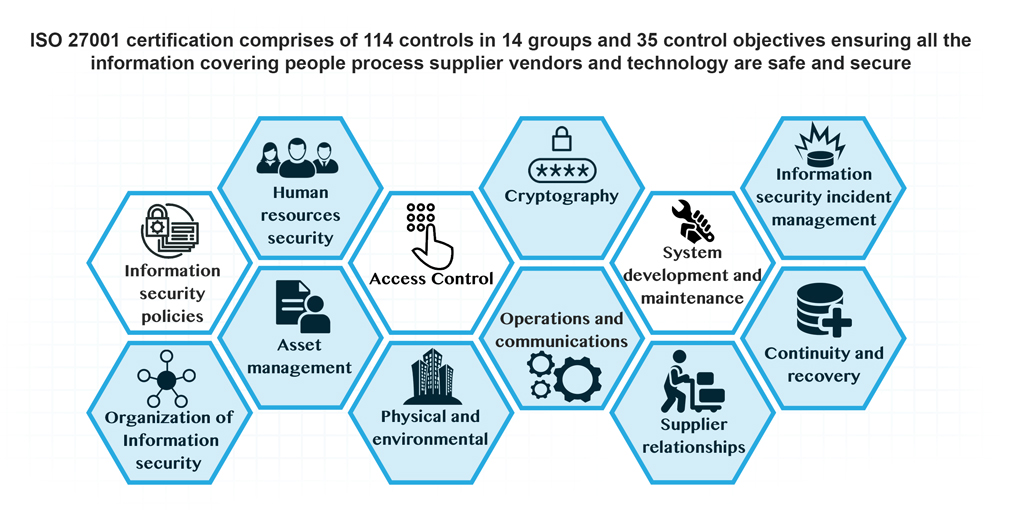 ISO 27001 certification comprises of 114 controls in 14 groups and 35 control objectives ensuring all the
information covering people process supplier vendors and technology are safe and secure
Information
security
policies
Organization of
Information
security
Human
resources
security
Asset
management
Access Control
Physical and
environmental
****
Cryptography
Operations and
communications
System
development and
maintenance
Supplier
relationships
Information
security incident
management
Continuity and
recovery